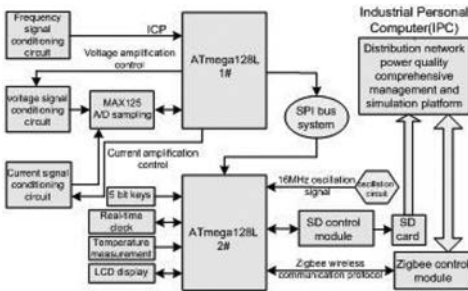 Frequency
signal
conditioning
circuit
ICP
Voltage amplification
control
ATmega128L
1#
Industrial Personal
Computer(IPC)
Distribution network
power quality
comprehensive
management and
simulation platform
voltage signal
conditioning
circuit
MAX125
A/D sampling
SPI bus
system
Current signal
conditioning
circuit
Current amplification
control
5 bit keys
Real-time
clock
Temperature
measurement
LCD display
ATmega128L
2#
16MHz oscillation
signal
oscillation
circuit
SD control
module
SD
card
Zigbee wireless
communication protocol
Zigbee control
module